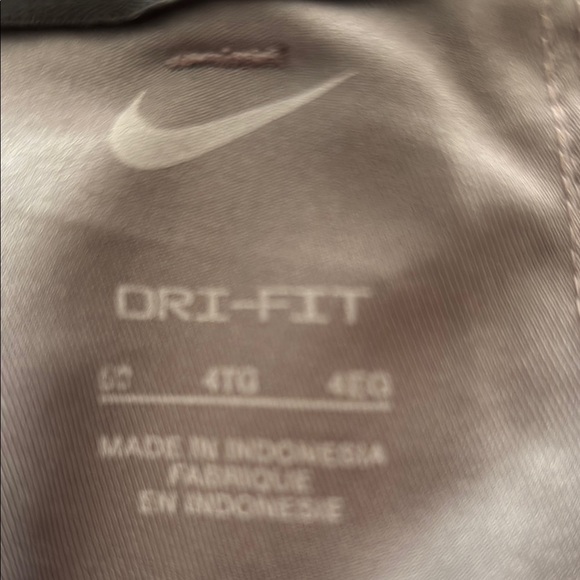 DRI-FIT
4TG 4EG
MADE IN INDONESIA
FABRIQUE
EN INDONESIE